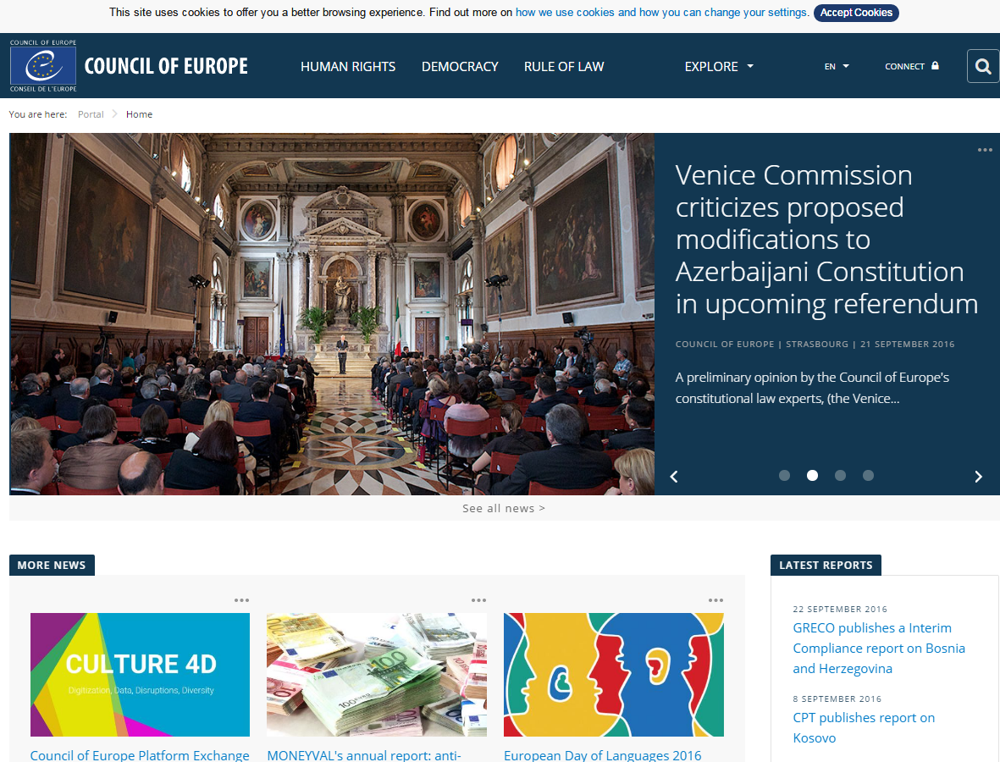 This site uses cookies to offer you a better browsing experience. Find out more on how we use cookies and how you can change your settings. Accept Cookies
COUNCIL OF EUROPE
CONSEIL DE L'EUROPE
COUNCIL OF EUROPE
HUMAN RIGHTS
DEMOCRACY
RULE OF LAW
EXPLORE
EN
CONNECT
You are here: Portal Home
Venice Commission
criticizes proposed
modifications to
Azerbaijani Constitution
in upcoming referendum
COUNCIL OF EUROPE | STRASBOURG | 21 SEPTEMBER 2016
A preliminary opinion by the Council of Europe's
constitutional law experts, (the Venice...
See all news >
MORE NEWS
CULTURE 4D
Digitization, Data, Disruptions, Diversity
Council of Europe Platform Exchange
100 EURO
100
MONEYVAL's annual report: anti-
European Day of Languages 2016
LATEST REPORTS
22 SEPTEMBER 2016
GRECO publishes a Interim
Compliance report on Bosnia
and Herzegovina
8 SEPTEMBER 2016
CPT publishes report on
Kosovo